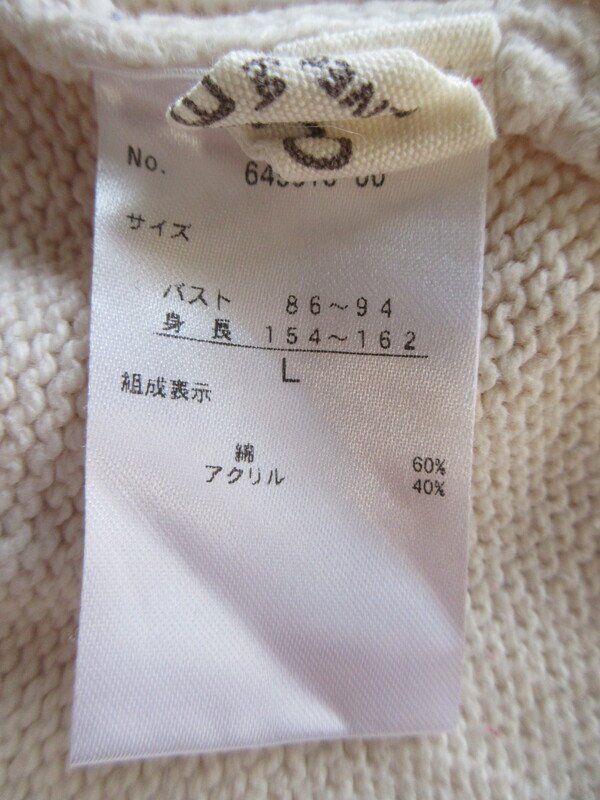 No.
サイズ
バスト 86～94
身長 154～162
L
組成表示
綿 60%
アクリル 40%